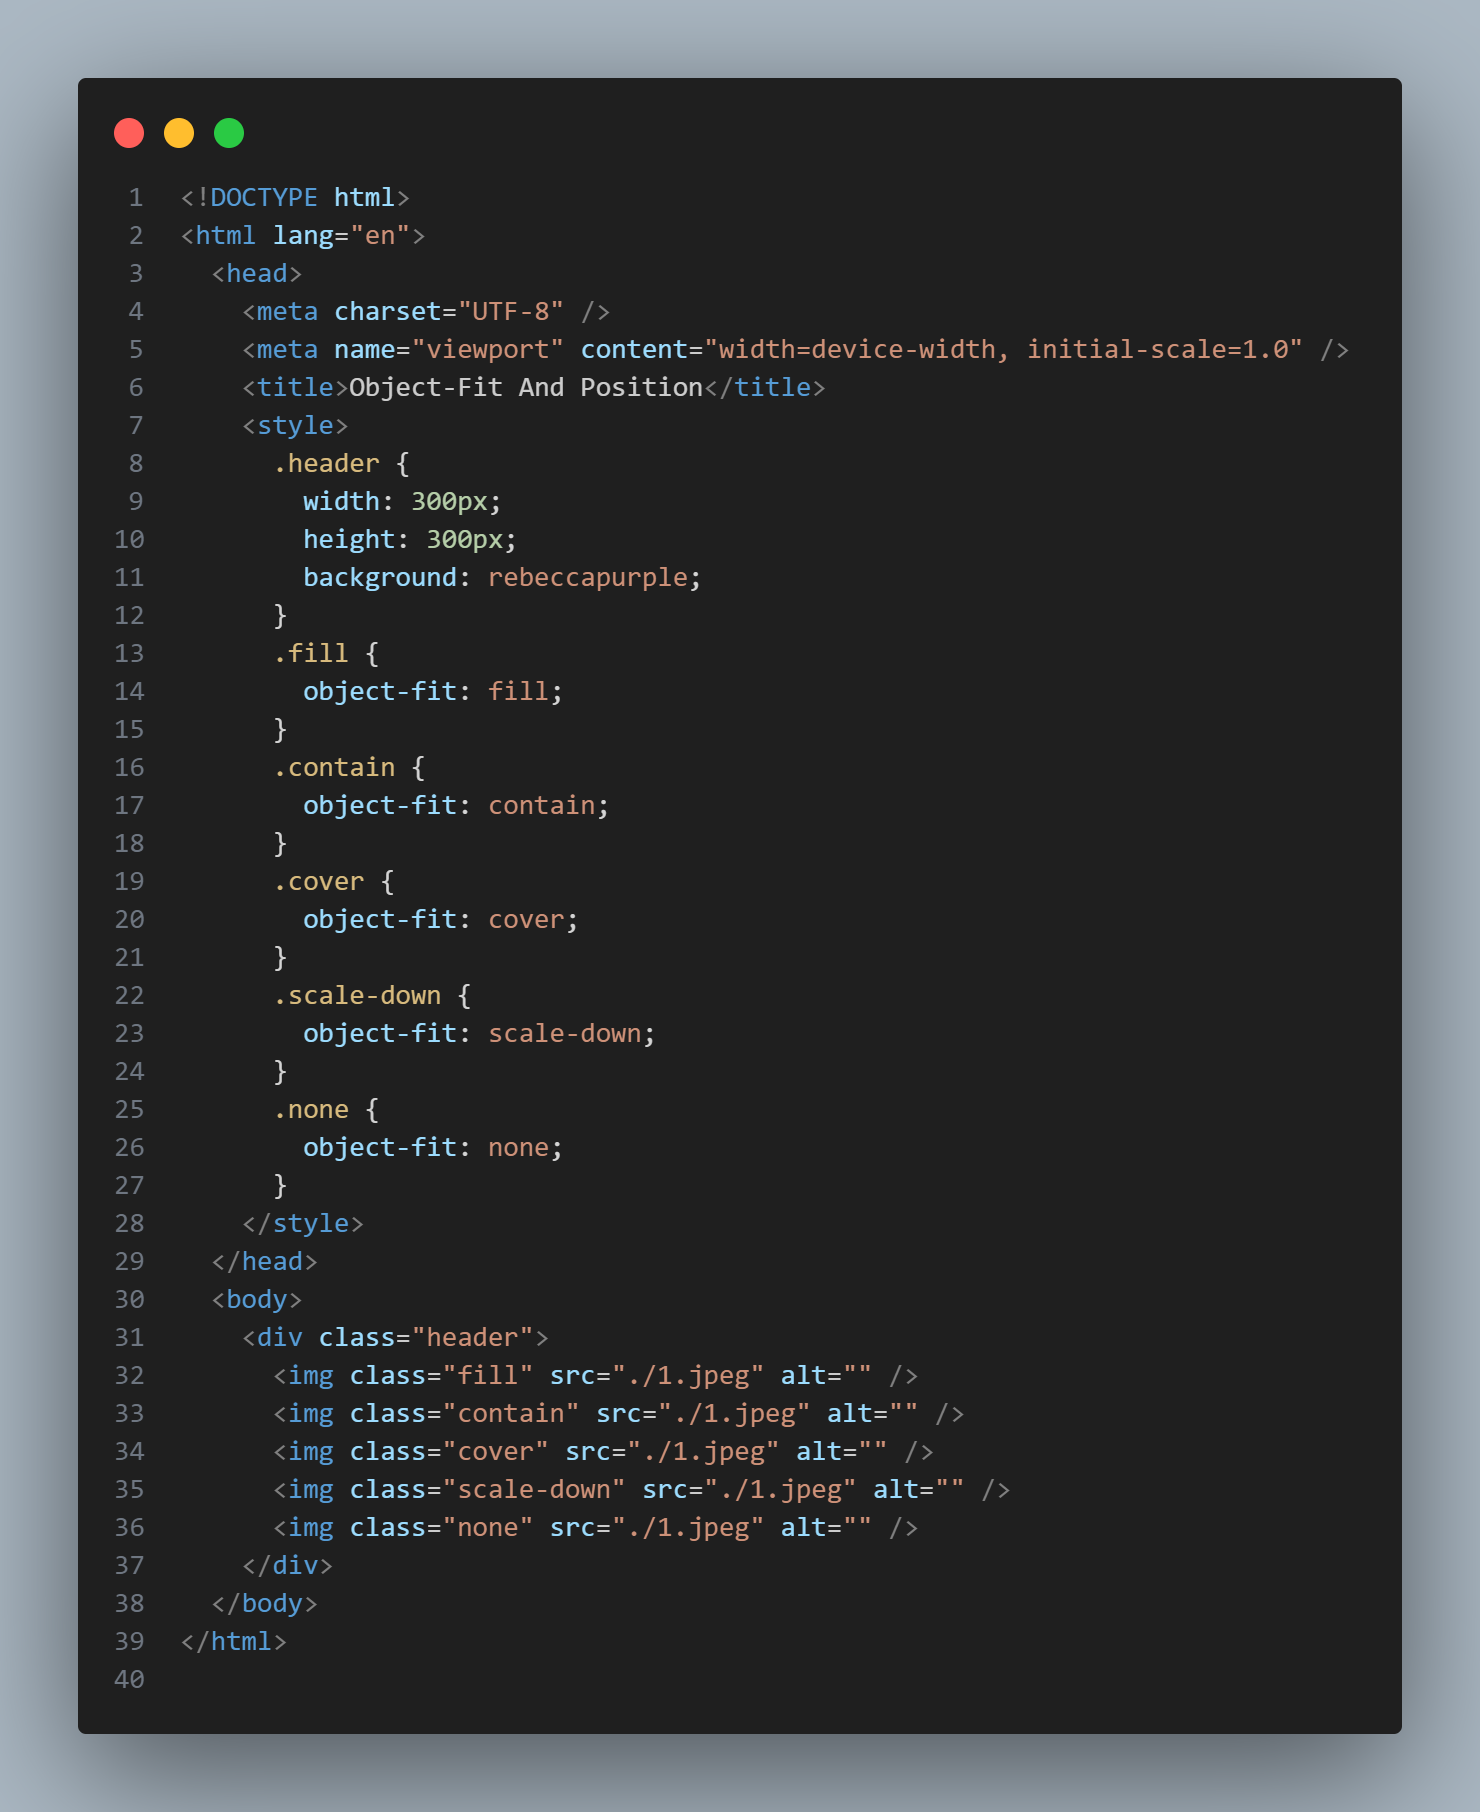 1 <!DOCTYPE html>
2 <html lang="en">
3   <head>
4     <meta charset="UTF-8" />
5     <meta name="viewport" content="width=device-width, initial-scale=1.0" />
6     <title>Object-Fit And Position</title>
7     <style>
8       .header {
9         width: 300px;
10         height: 300px;
11         background: rebeccapurple;
12       }
13       .fill {
14         object-fit: fill;
15       }
16       .contain {
17         object-fit: contain;
18       }
19       .cover {
20         object-fit: cover;
21       }
22       .scale-down {
23         object-fit: scale-down;
24       }
25       .none {
26         object-fit: none;
27       }
28     </style>
29   </head>
30   <body>
31     <div class="header">
32       <img class="fill" src="./1.jpeg" alt="" />
33       <img class="contain" src="./1.jpeg" alt="" />
34       <img class="cover" src="./1.jpeg" alt="" />
35       <img class="scale-down" src="./1.jpeg" alt="" />
36       <img class="none" src="./1.jpeg" alt="" />
37     </div>
38   </body>
39 </html>
40